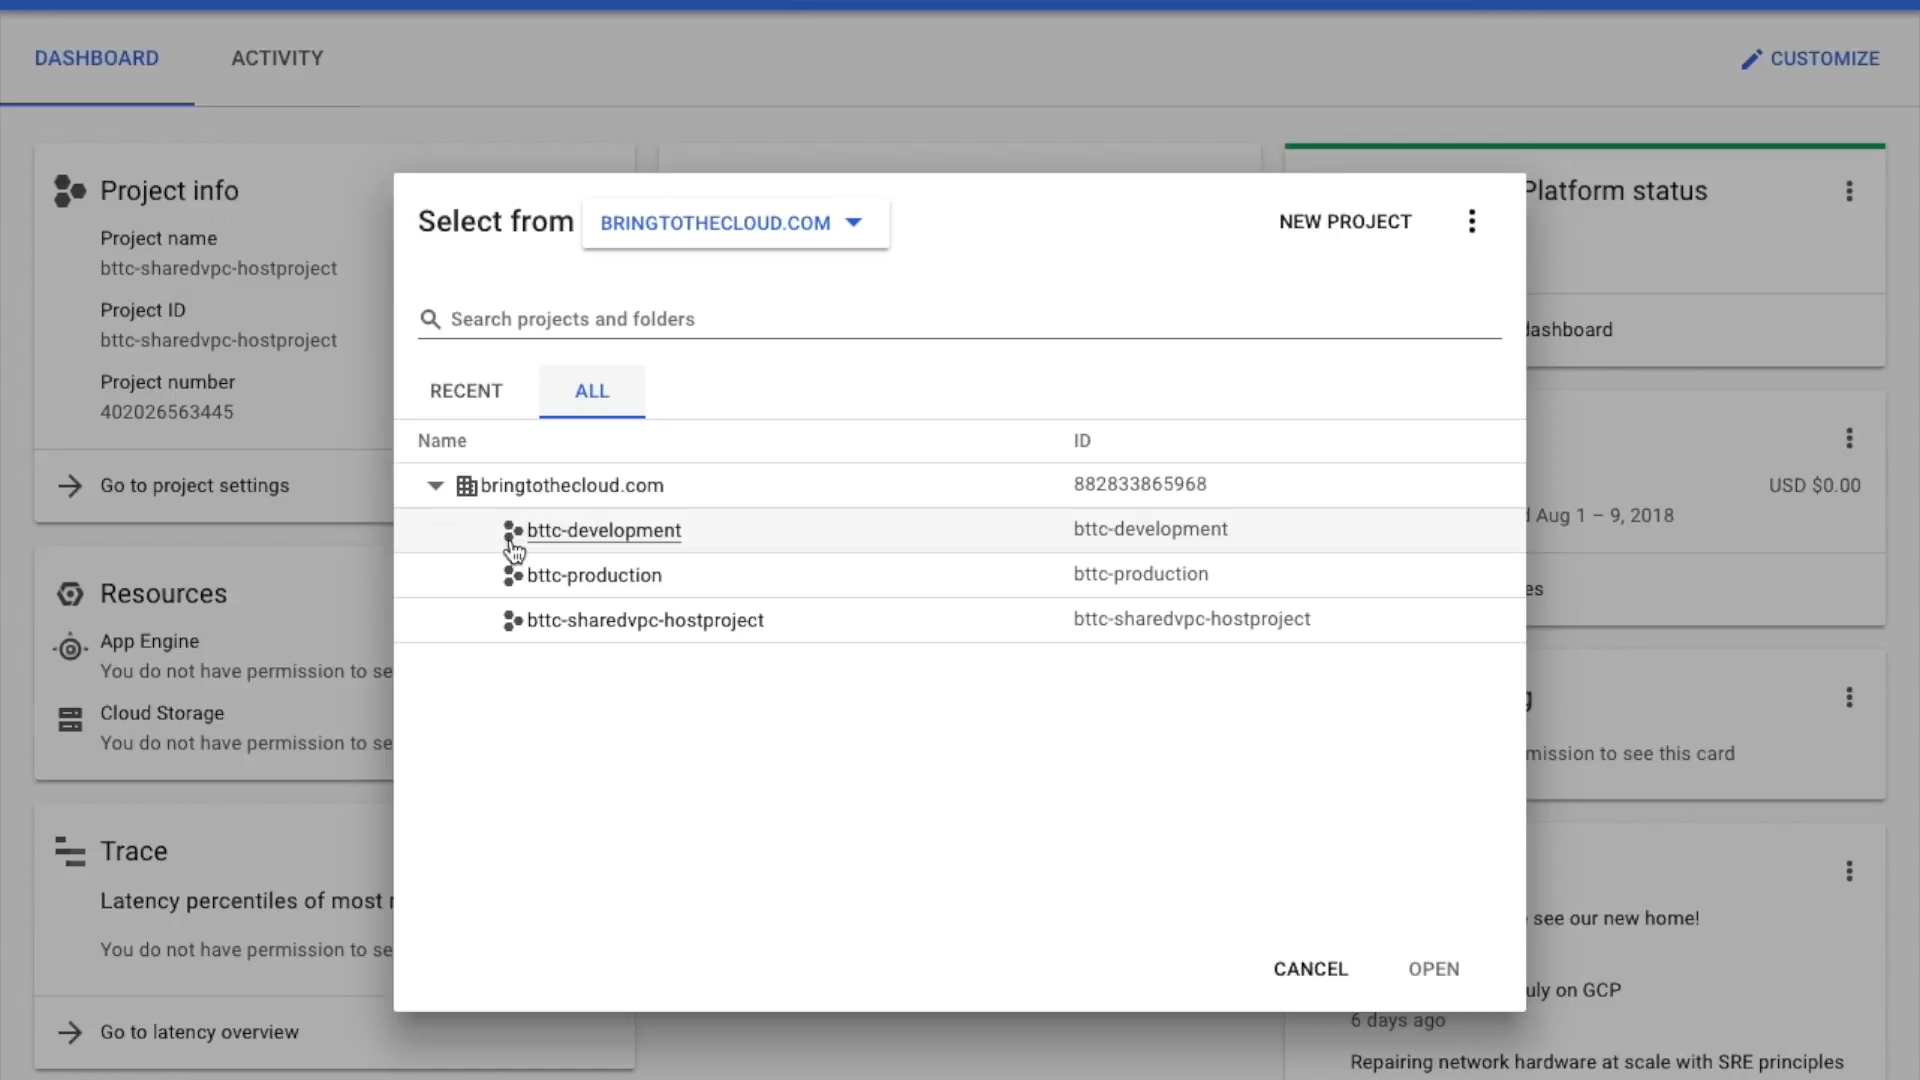 DASHBOARD
ACTIVITY
CUSTOMIZE
Project info
Project name
bttc-sharedvpc-hostproject
Project ID
bttc-sharedvpc-hostproject
Project number
402026563445
Go to project settings
Resources
App Engine
You do not have permission to se
Cloud Storage
You do not have permission to se
Trace
Latency percentiles of most
You do not have permission to se
Go to latency overview
Select from
BRINGTOTHECLOUD.COM
NEW PROJECT
Search projects and folders
RECENT
ALL
Name
ID
bringtothecloud.com
882833865968
bttc-development
bttc-development
bttc-production
bttc-production
bttc-sharedvpc-hostproject
bttc-sharedvpc-hostproject
CANCEL
OPEN
Platform status
dashboard
USD $0.00
Aug 1 – 9, 2018
es
mission to see this card
see our new home!
uly on GCP
6 days ago
Repairing network hardware at scale with SRE principles